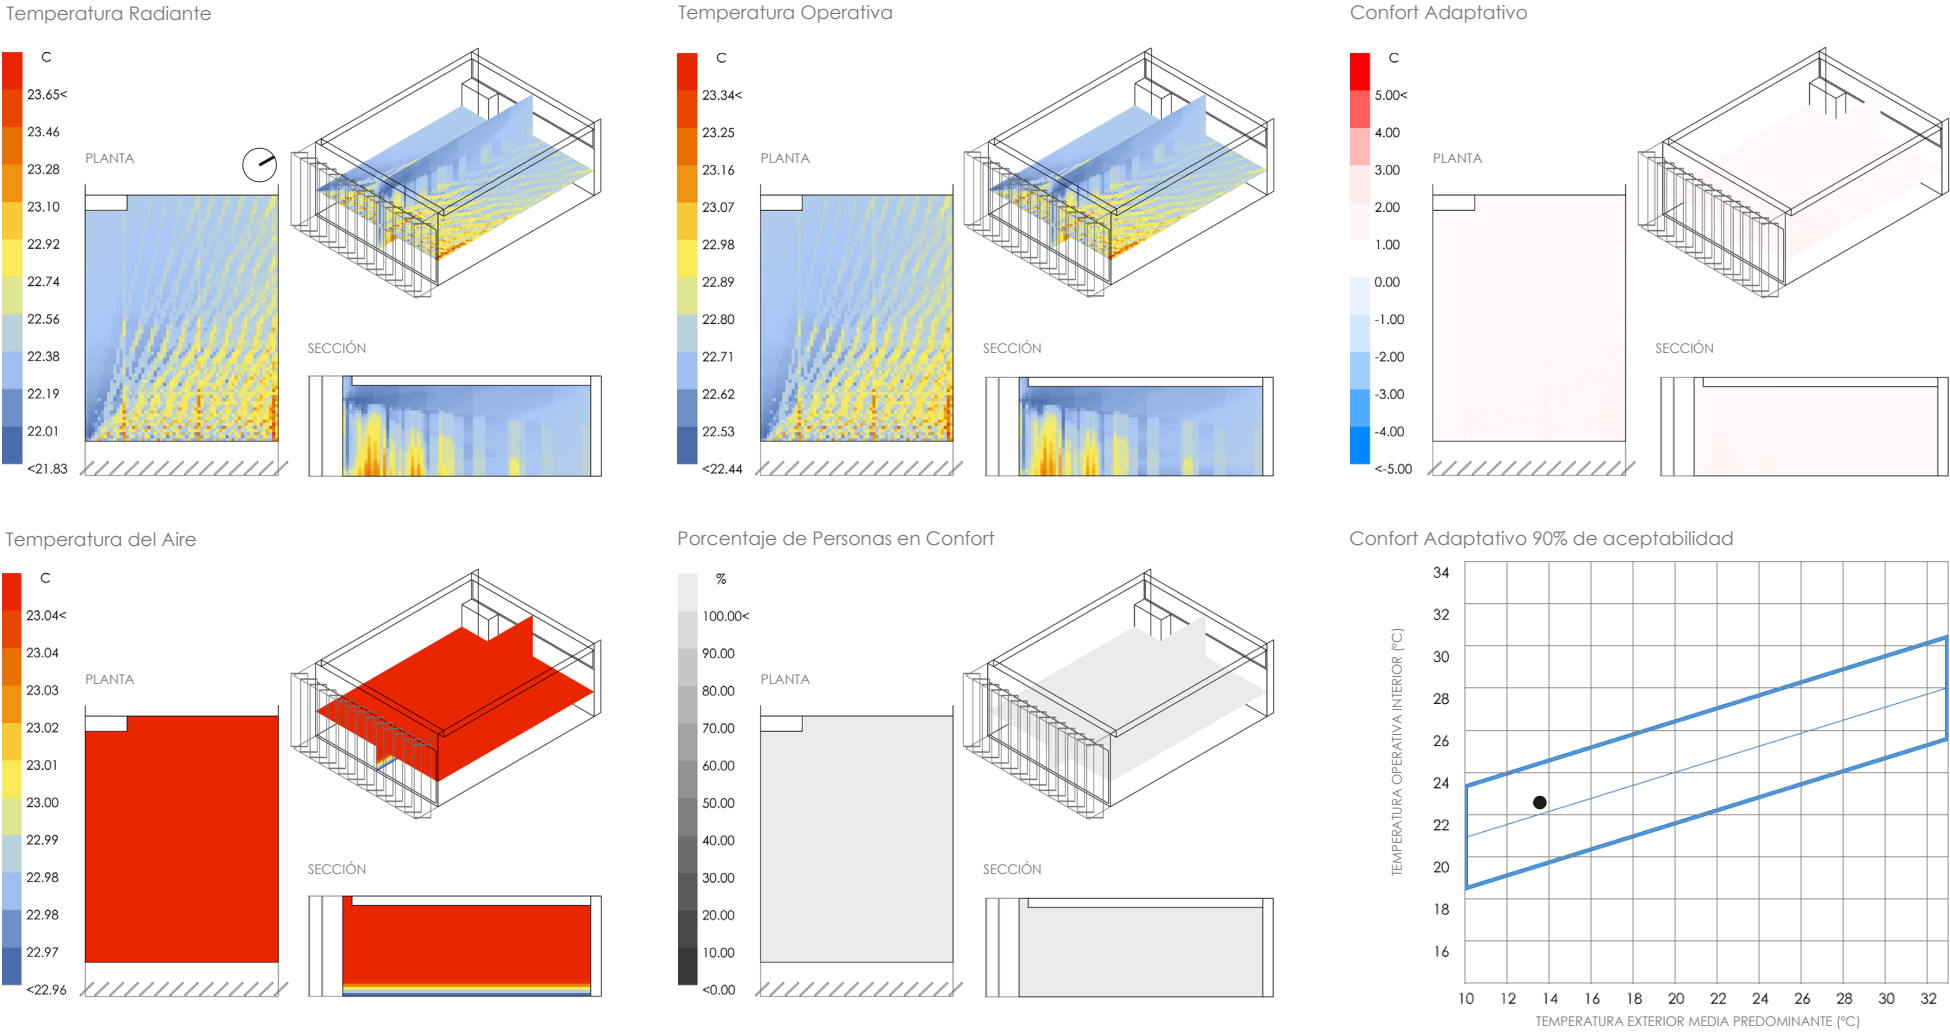 Temperatura Radiante
C
23.65<
23.46
23.28
23.10
22.92
22.74
22.56
22.38
22.19
22.01
<21.83
PLANTA
SECCIÓN
Temperatura Operativa
C
23.34<
23.25
23.16
23.07
22.98
22.89
22.80
22.71
22.62
22.53
<22.44
PLANTA
SECCIÓN
Confort Adaptativo
C
5.00<
4.00
3.00
2.00
1.00
0.00
-1.00
-2.00
-3.00
-4.00
<-5.00
PLANTA
SECCIÓN
Temperatura del Aire
C
23.04<
23.04
23.03
23.02
23.01
23.00
22.99
22.98
22.98
22.97
<22.96
PLANTA
SECCIÓN
Porcentaje de Personas en Confort
%
100.00<
90.00
80.00
70.00
60.00
50.00
40.00
30.00
20.00
10.00
<0.00
PLANTA
SECCIÓN
Confort Adaptativo 90% de aceptabilidad
TEMPERATURA OPERATIVA INTERIOR (ºC)
34
32
30
28
26
24
22
20
18
16
10 12 14 16 18 20 22 24 26 28 30 32
TEMPERATURA EXTERIOR MEDIA PREDOMINANTE (ºC)